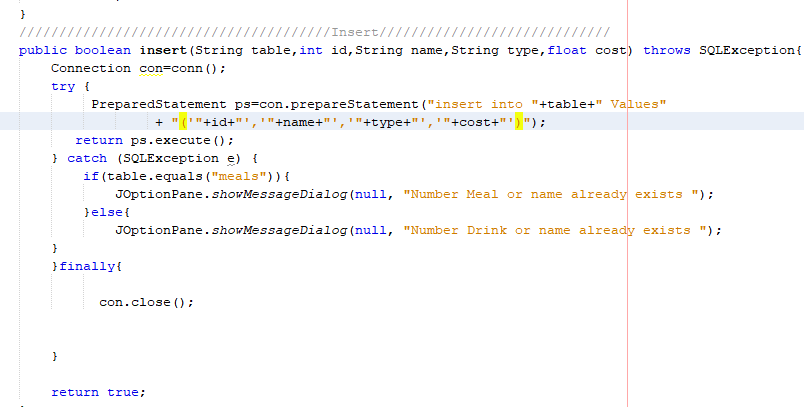 }
///////////////////////////////////////Insert/////////////////////////////
public boolean insert(String table,int id,String name,String type,float cost) throws SQLException{
Connection con=conn();
try {
PreparedStatement ps=con.prepareStatement("insert into "+table+" Values"
+ "('"+id+"','"+name+"','"+type+"','"+cost+"')");
return ps.execute();
} catch (SQLException e) {
if(table.equals("meals")){
JOptionPane.showMessageDialog(null, "Number Meal or name already exists ");
}else{
JOptionPane.showMessageDialog(null, "Number Drink or name already exists ");
}
}finally{
con.close();
}
return true;